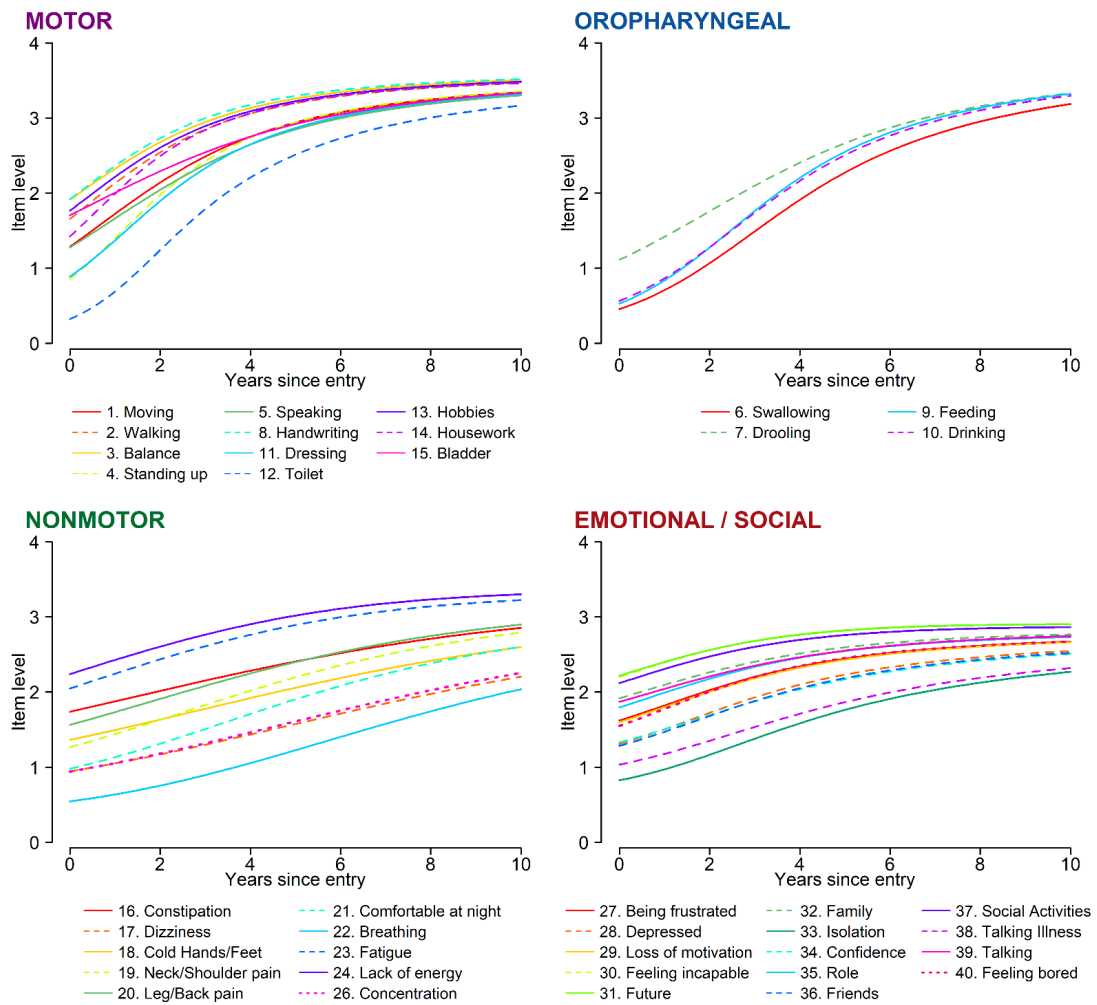 MOTOR
4
3
2
1
0
Item level
0 2 4 6 8 10
Years since entry
1. Moving
2. Walking
3. Balance
4. Standing up
5. Speaking
8. Handwriting
11. Dressing
12. Toilet
13. Hobbies
14. Housework
15. Bladder
OROPHARYNGEAL
4
3
2
1
0
Item level
0 2 4 6 8 10
Years since entry
6. Swallowing
7. Drooling
9. Feeding
10. Drinking
NONMOTOR
4
3
2
1
0
Item level
0 2 4 6 8 10
Years since entry
16. Constipation
17. Dizziness
18. Cold Hands/Feet
19. Neck/Shoulder pain
20. Leg/Back pain
21. Comfortable at night
22. Breathing
23. Fatigue
24. Lack of energy
26. Concentration
EMOTIONAL / SOCIAL
4
3
2
1
0
Item level
0 2 4 6 8 10
Years since entry
27. Being frustrated
28. Depressed
29. Loss of motivation
30. Feeling incapable
31. Future
32. Family
33. Isolation
34. Confidence
35. Role
36. Friends
37. Social Activities
38. Talking Illness
39. Talking
40. Feeling bored